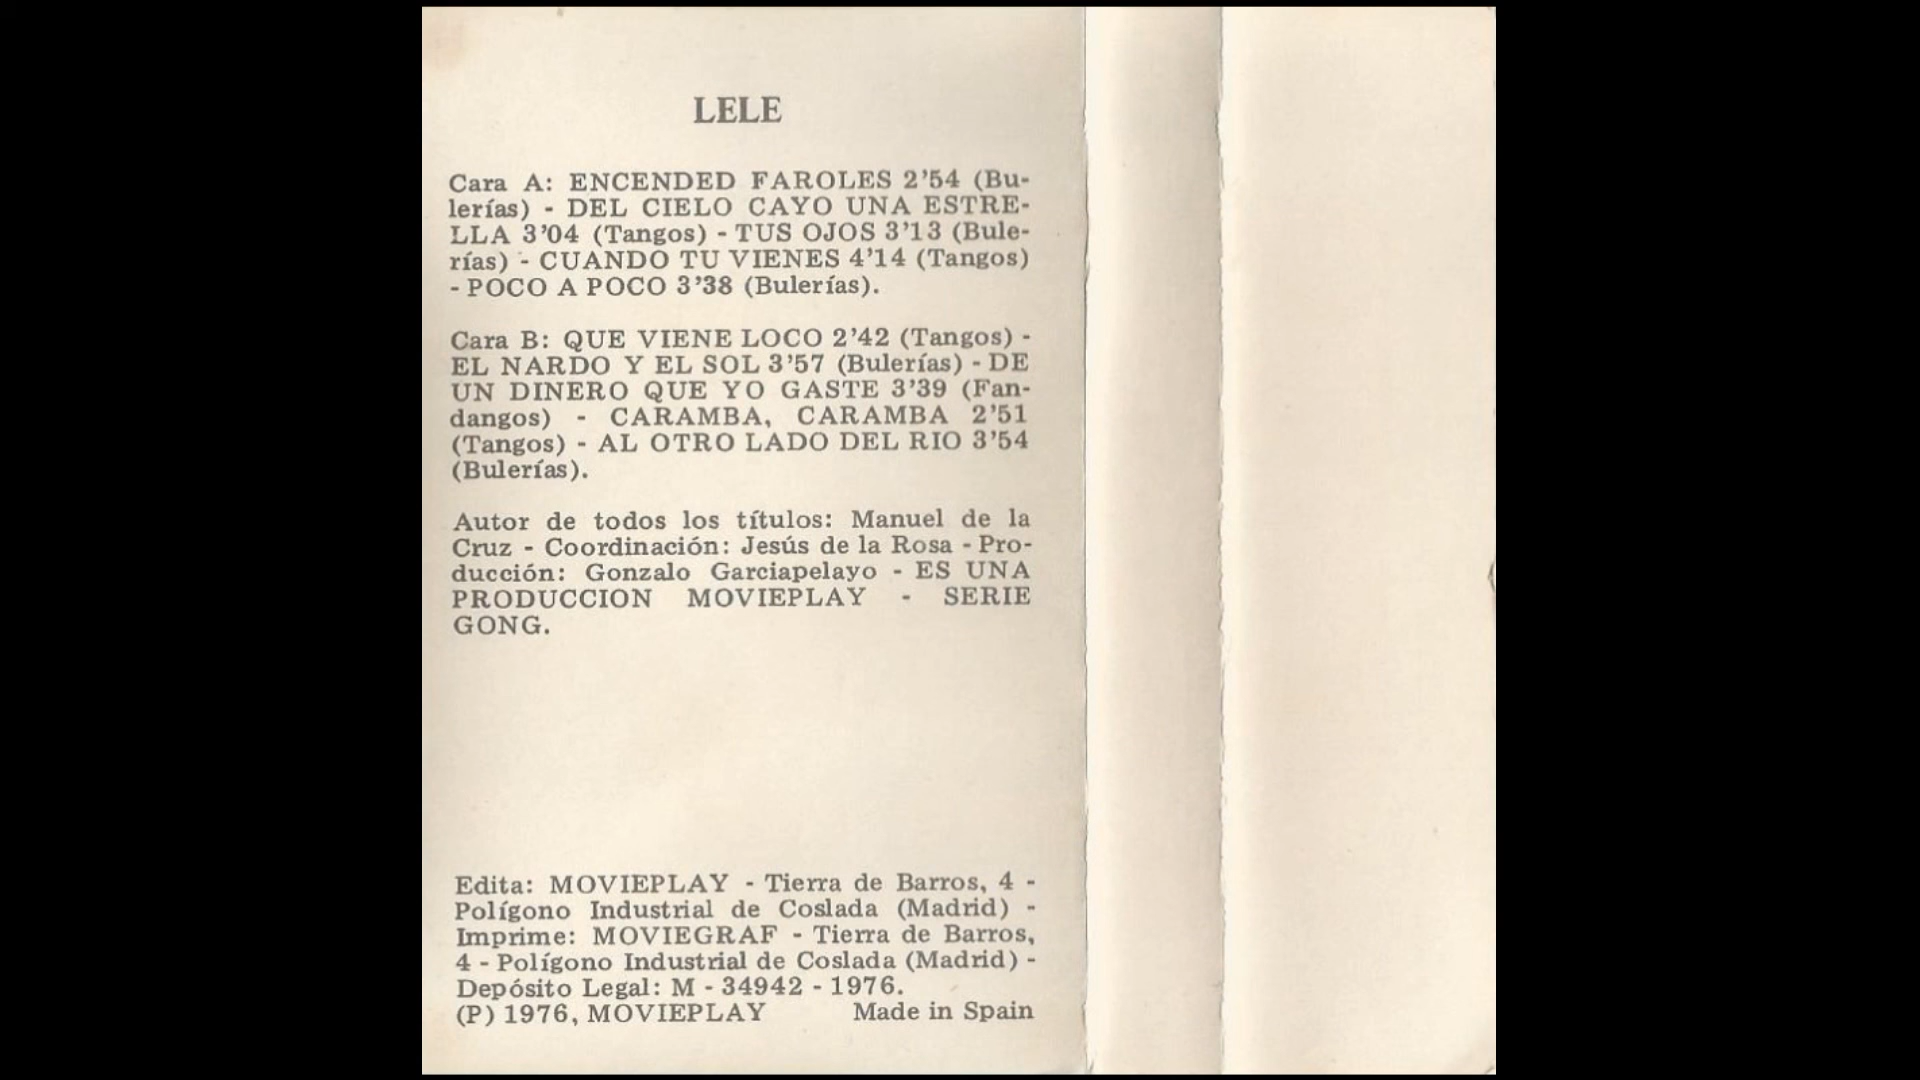 LELE
Cara A: ENCENDED FAROLES 2'54 (Bu-
lerías) - DEL CIELO CAYO UNA ESTRE-
LLA 3'04 (Tangos) - TUS OJOS 3'13 (Bule-
rías) - CUANDO TU VIENES 4'14 (Tangos)
- POCO A POCO 3'38 (Bulerías).
Cara B: QUE VIENE LOCO 2'42 (Tangos) -
EL NARDO Y EL SOL 3'57 (Bulerías) - DE
UN DINERO QUE YO GASTE 3'39 (Fan-
dangos) - CARAMBA, CARAMBA 2'51
(Tangos) - AL OTRO LADO DEL RIO 3'54
(Bulerías).
Autor de todos los títulos: Manuel de la
Cruz - Coordinación: Jesús de la Rosa - Pro-
ducción: Gonzalo Garciapelayo - ES UNA
PRODUCCION MOVIEPLAY - SERIE
GONG.
Edita: MOVIEPLAY - Tierra de Barros, 4 -
Polígono Industrial de Coslada (Madrid) -
Imprime: MOVIEGRAF - Tierra de Barros,
4 - Polígono Industrial de Coslada (Madrid) -
Depósito Legal: M - 34942 - 1976.
(P) 1976, MOVIEPLAY Made in Spain